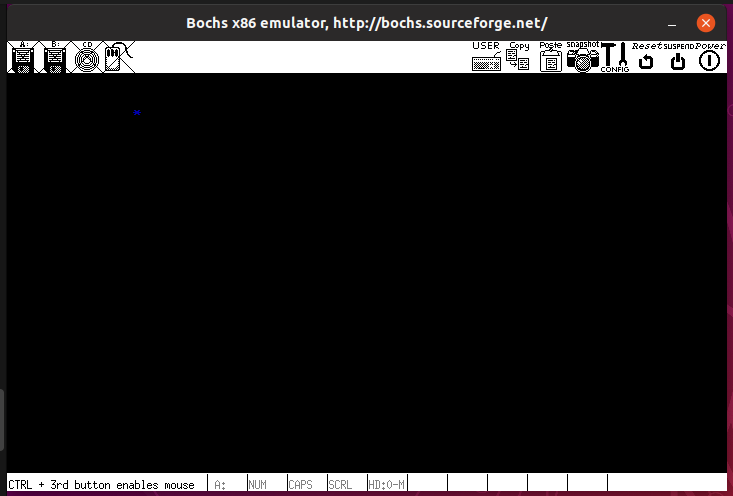 Bochs x86 emulator, http://bochs.sourceforge.net/
A: B: CD USER Copy Paste snapshot CONFIG Reset SUSPEND Power
CTRL + 3rd button enables mouse A: NUM CAPS SCRL HD:0-M